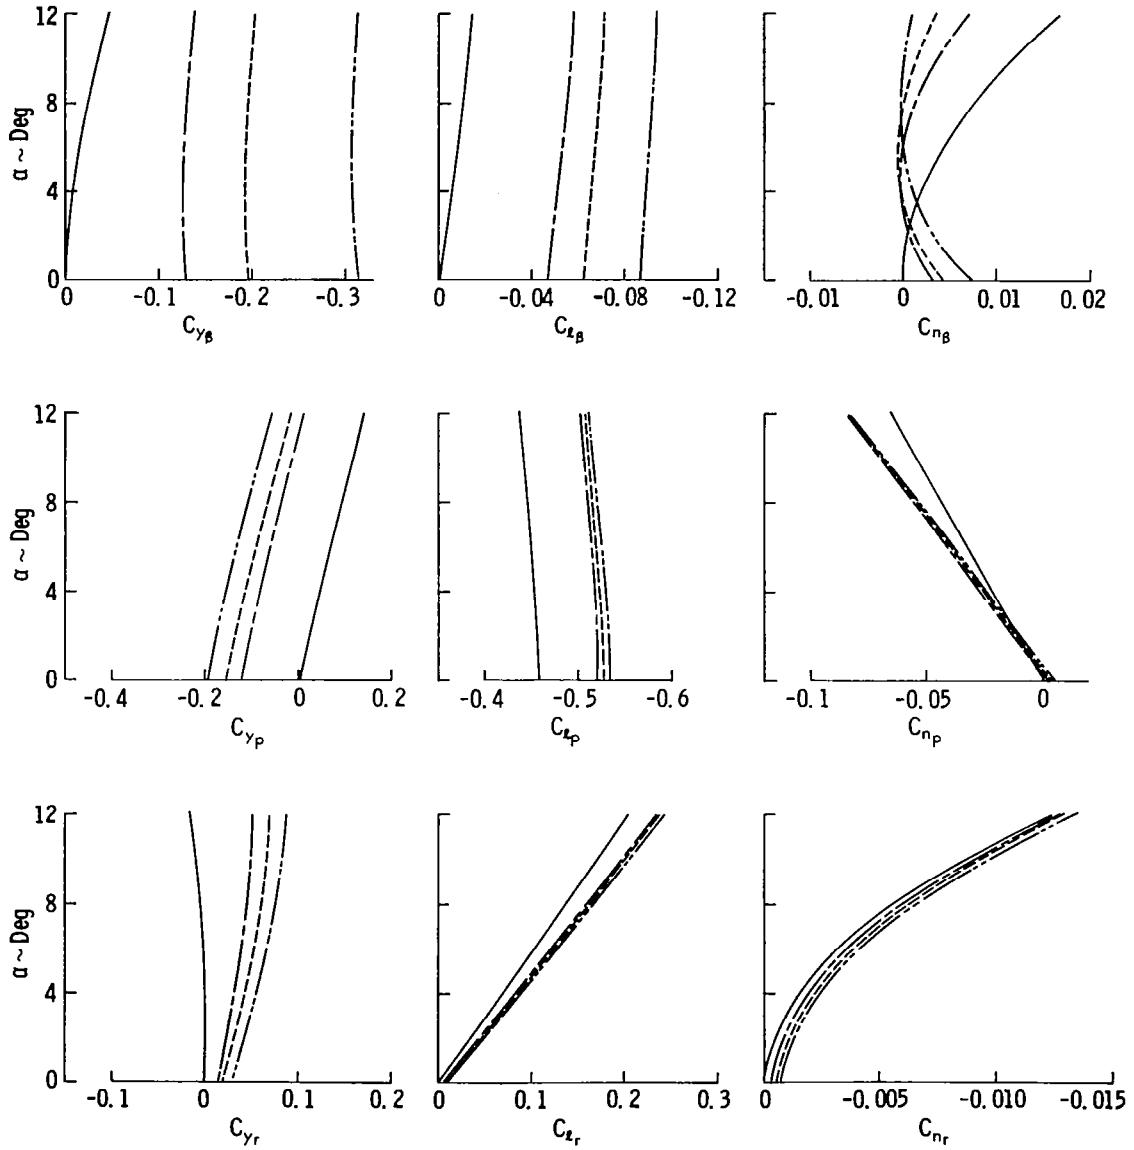 12
8
4
0
α ~ Deg
0 -0.1 -0.2 -0.3
C_yβ
0 -0.04 -0.08 -0.12
C_ℓβ
-0.01 0 0.01 0.02
C_nβ
12
8
4
0
α ~ Deg
-0.4 -0.2 0 0.2
C_yp
-0.4 -0.5 -0.6
C_ℓp
-0.1 -0.05 0
C_np
12
8
4
0
α ~ Deg
-0.1 0 0.1 0.2
C_yr
0 0.1 0.2 0.3
C_ℓr
0 -0.005 -0.010 -0.015
C_nr